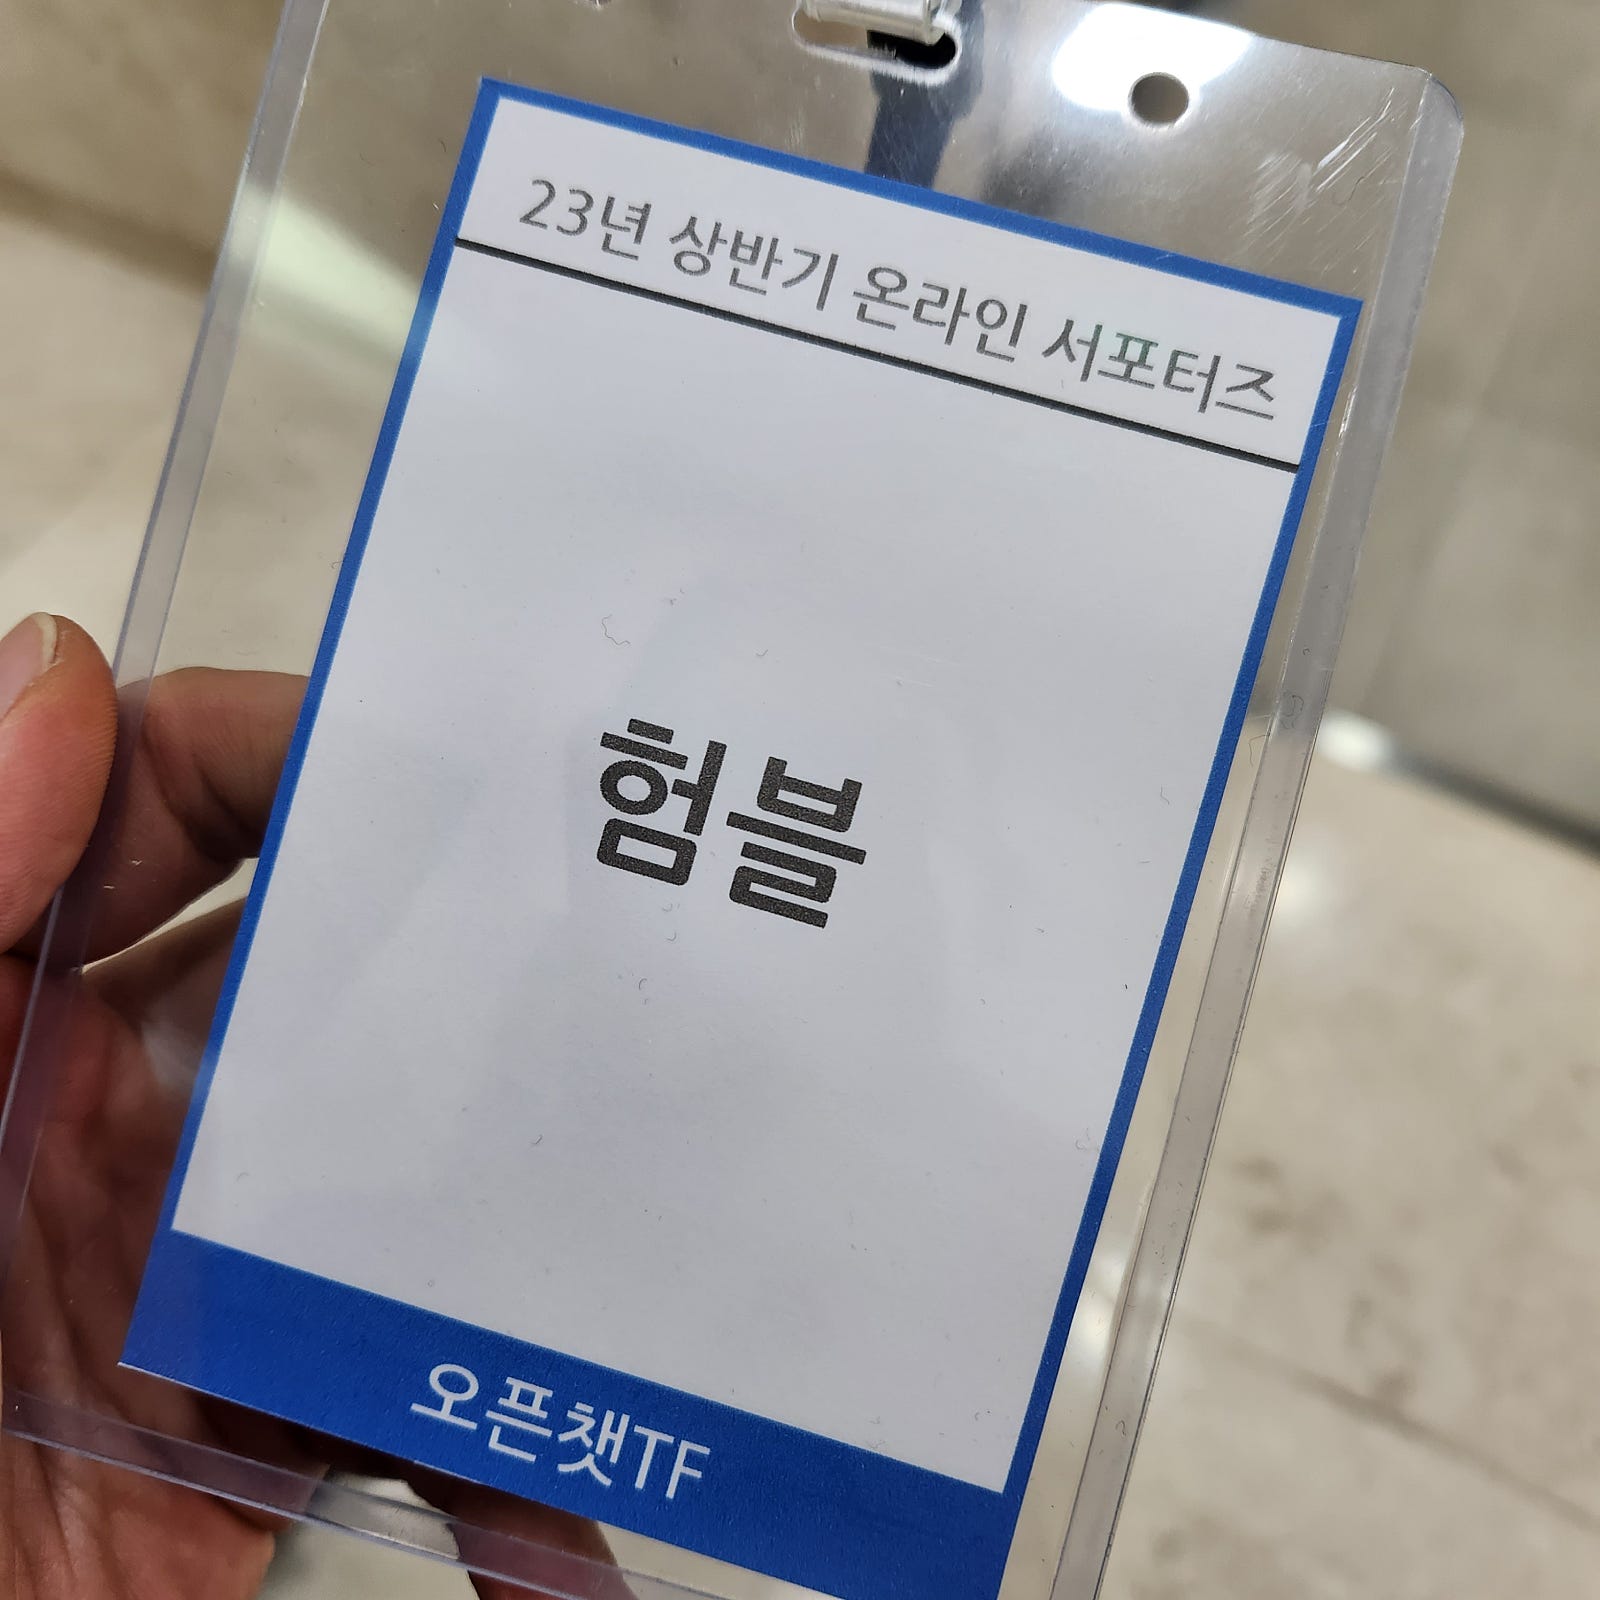 23년 상반기 온라인 서포터즈
험블
오픈챗TF